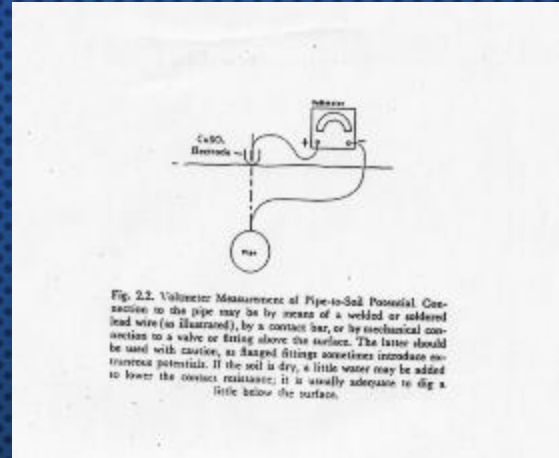 Voltmeter
CuSO₄
Electrode
+ -
Pipe
Fig. 2.2. Voltmeter Measurement of Pipe-to-Soil Potential. Con-
nection to the pipe may be by means of a welded or soldered
lead wire (as illustrated), by a contact bar, or by mechanical con-
nection to a valve or fitting above the surface. The latter should
be used with caution, as flanged fittings sometimes introduce ex-
traneous potentials. If the soil is dry, a little water may be added
to lower the contact resistance; it is usually adequate to dig a
little below the surface.